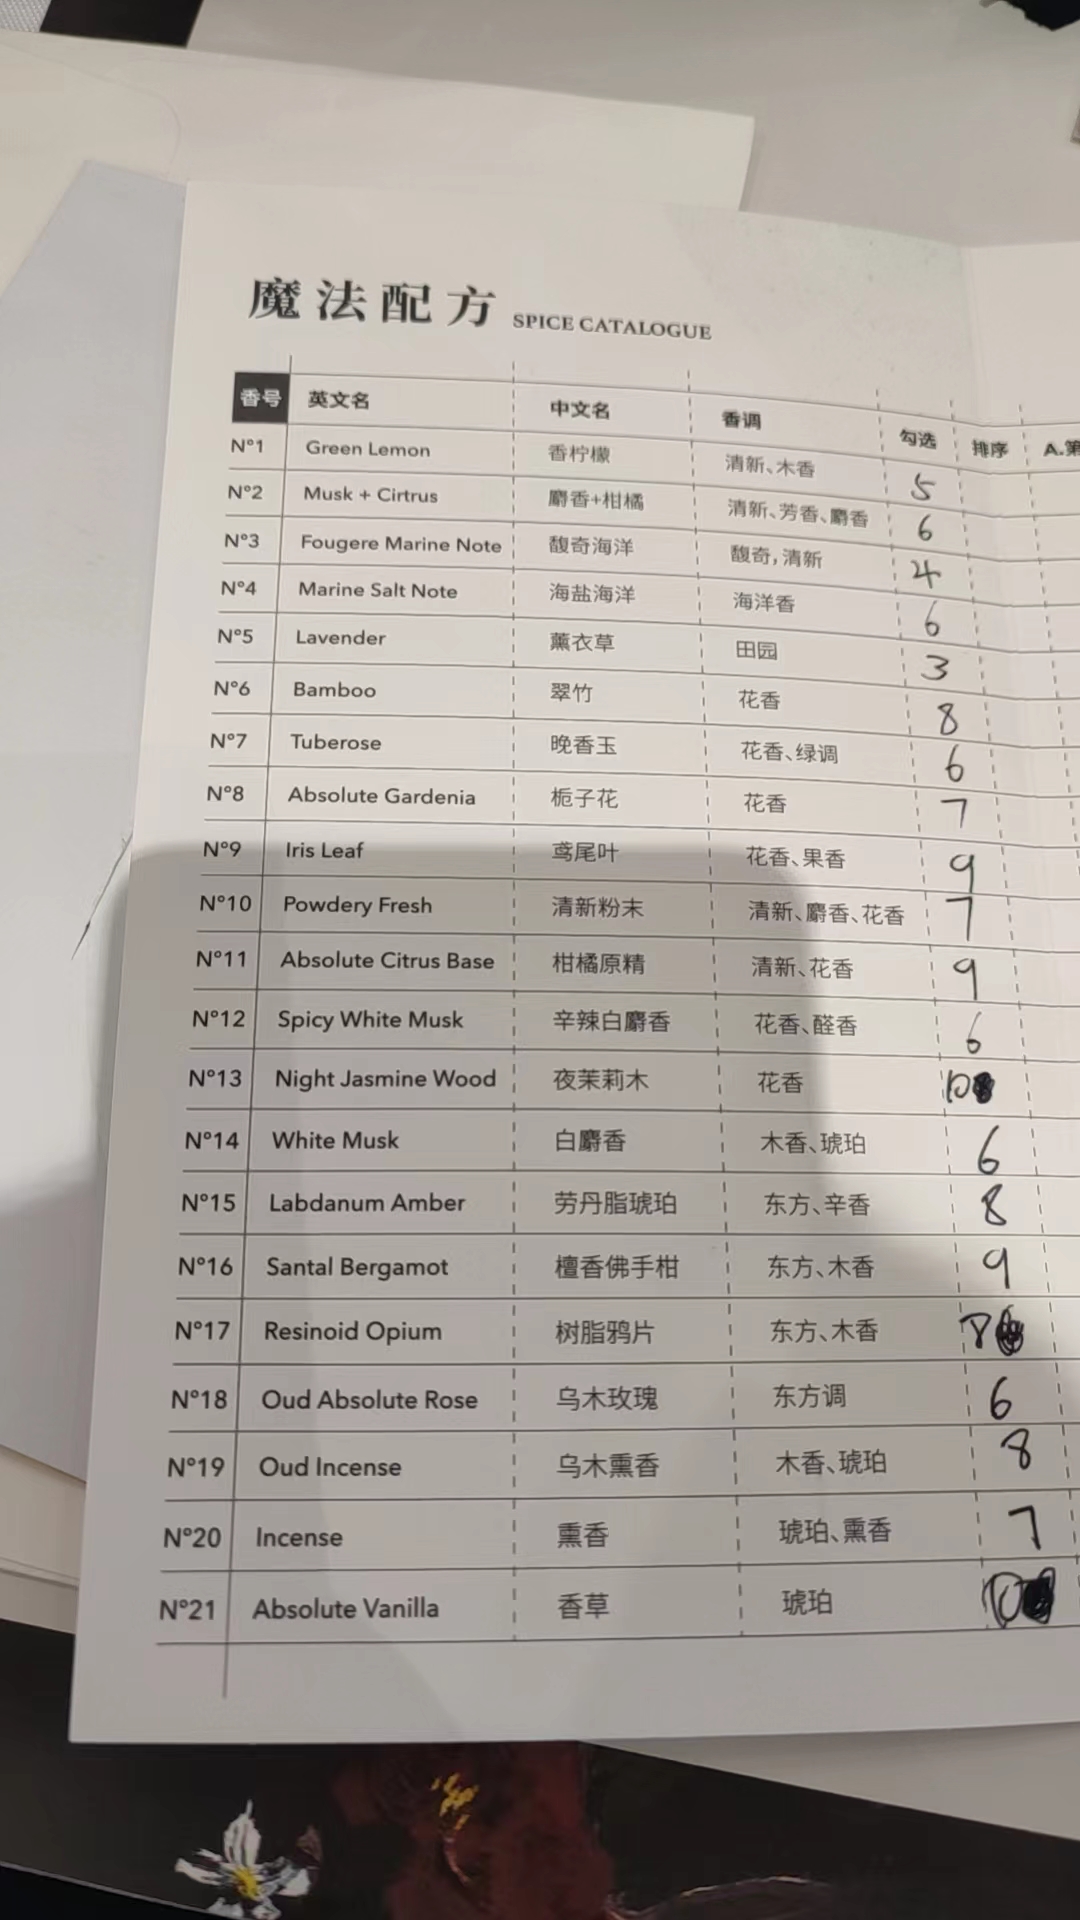 魔法配方 SPICE CATALOGUE
香号 英文名 中文名 香调 勾选 排序 A.第
N°1 Green Lemon 香柠檬 清新、木香 5
N°2 Musk + Cirtrus 麝香+柑橘 清新、芳香、麝香 6
N°3 Fougere Marine Note 馥奇海洋 馥奇,清新 4
N°4 Marine Salt Note 海盐海洋 海洋香 6
N°5 Lavender 薰衣草 田园 3
N°6 Bamboo 翠竹 花香 8
N°7 Tuberose 晚香玉 花香、绿调 6
N°8 Absolute Gardenia 栀子花 花香 7
N°9 Iris Leaf 鸢尾叶 花香、果香 9
N°10 Powdery Fresh 清新粉末 清新、麝香、花香 7
N°11 Absolute Citrus Base 柑橘原精 清新、花香 9
N°12 Spicy White Musk 辛辣白麝香 花香、醛香 6
N°13 Night Jasmine Wood 夜茉莉木 花香 10
N°14 White Musk 白麝香 木香、琥珀 6
N°15 Labdanum Amber 劳丹脂琥珀 东方、辛香 8
N°16 Santal Bergamot 檀香佛手柑 东方、木香 9
N°17 Resinoid Opium 树脂鸦片 东方、木香
N°18 Oud Absolute Rose 乌木玫瑰 东方调 6
N°19 Oud Incense 乌木熏香 木香、琥珀 8
N°20 Incense 熏香 琥珀、熏香 7
N°21 Absolute Vanilla 香草 琥珀 10